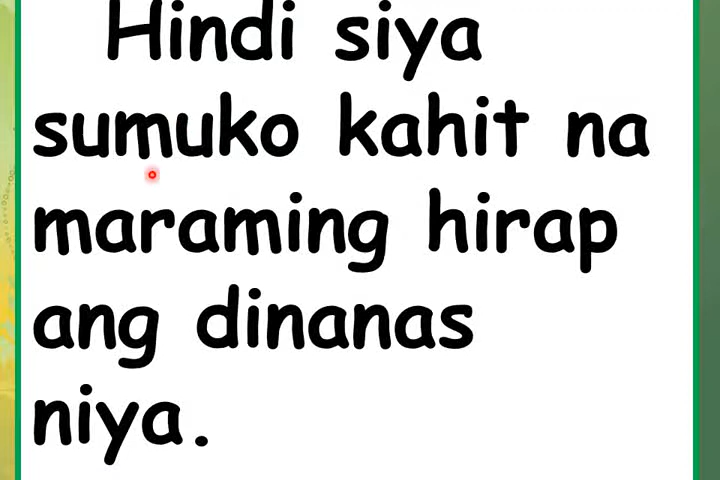 Hindi siya
sumuko kahit na
maraming hirap
ang dinanas
niya.